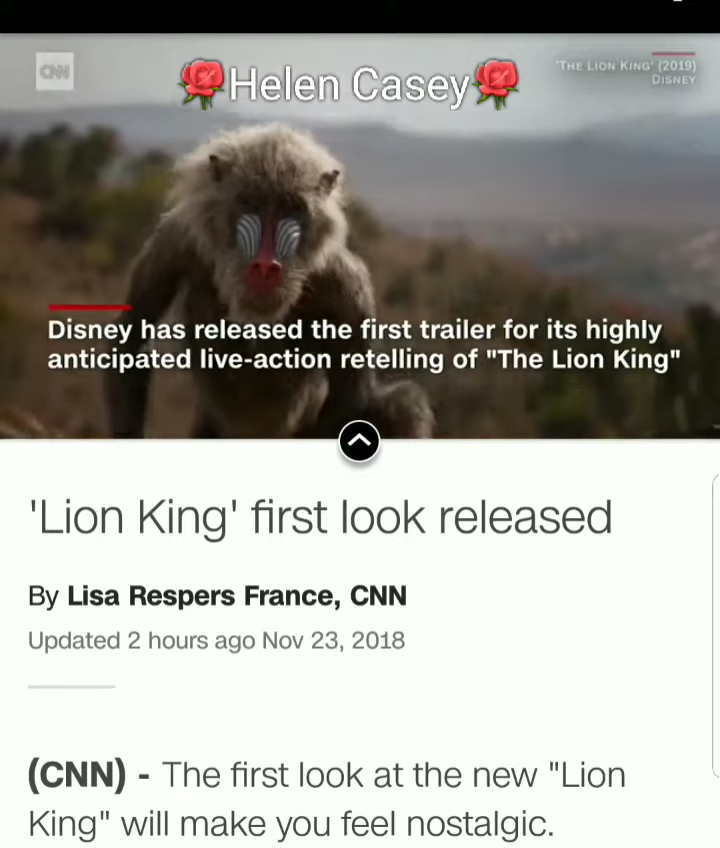 CNN
🌹Helen Casey🌹
'THE LION KING' (2019)
DISNEY
Disney has released the first trailer for its highly
anticipated live-action retelling of "The Lion King"
'Lion King' first look released
By Lisa Respers France, CNN
Updated 2 hours ago Nov 23, 2018
(CNN) - The first look at the new "Lion
King" will make you feel nostalgic.